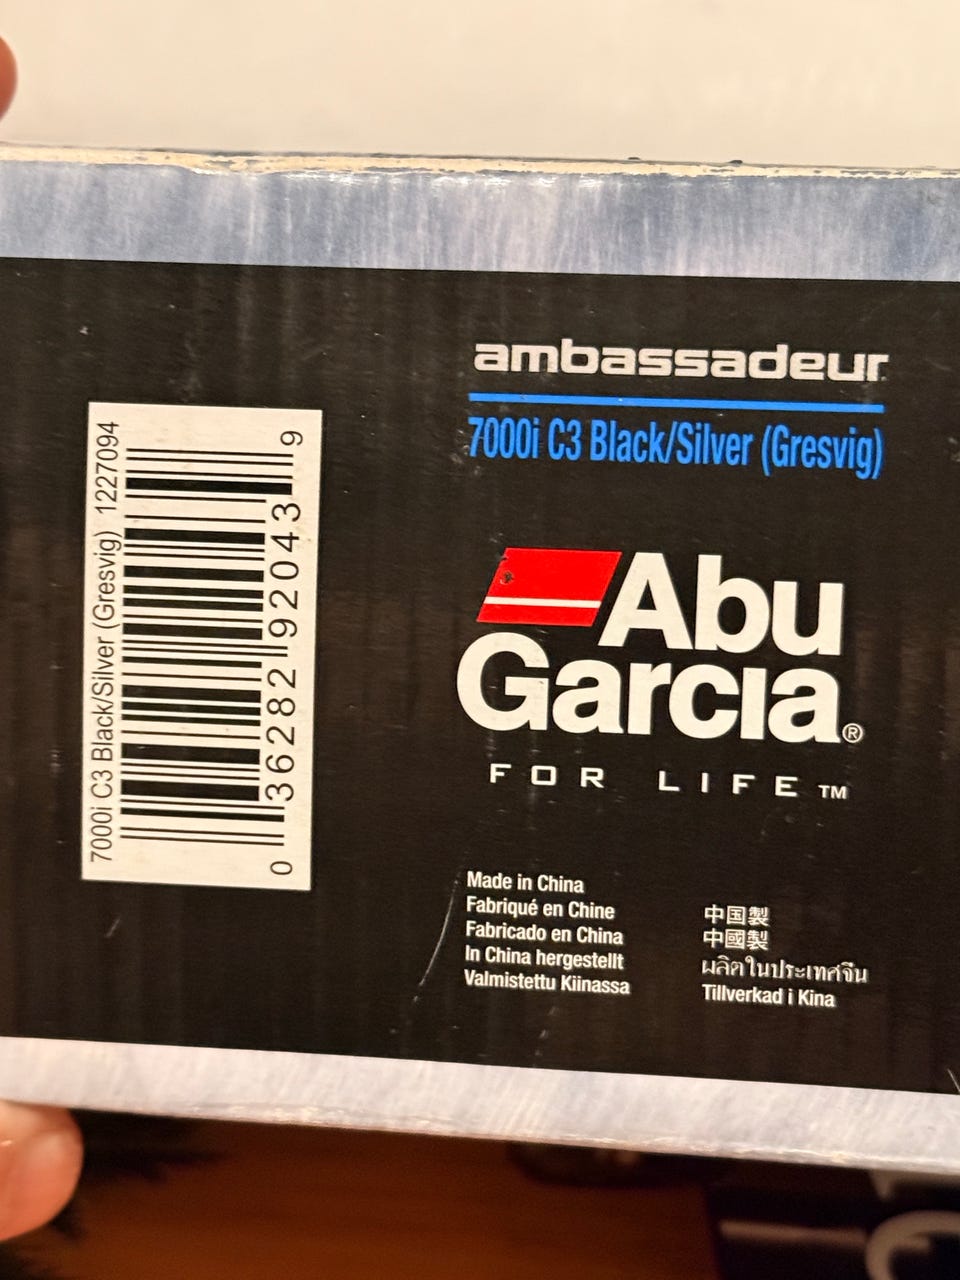 7000i C3 Black/Silver (Gresvig) 1227094
0 36282 92043 9
ambassadeur
7000i C3 Black/Silver (Gresvig)
Abu
Garcia®
FOR LIFE™
Made in China
Fabriqué en Chine
Fabricado en China
In China hergestellt
Valmistettu Kiinassa
中国製
中國製
ผลิตในประเทศจีน
Tillverkad i Kina